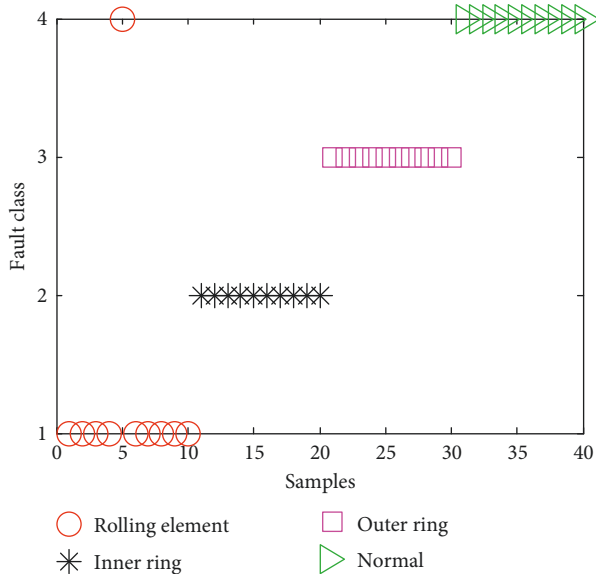 4
3
2
1
Fault class
0 5 10 15 20 25 30 35 40
Samples
Rolling element
Outer ring
Inner ring
Normal